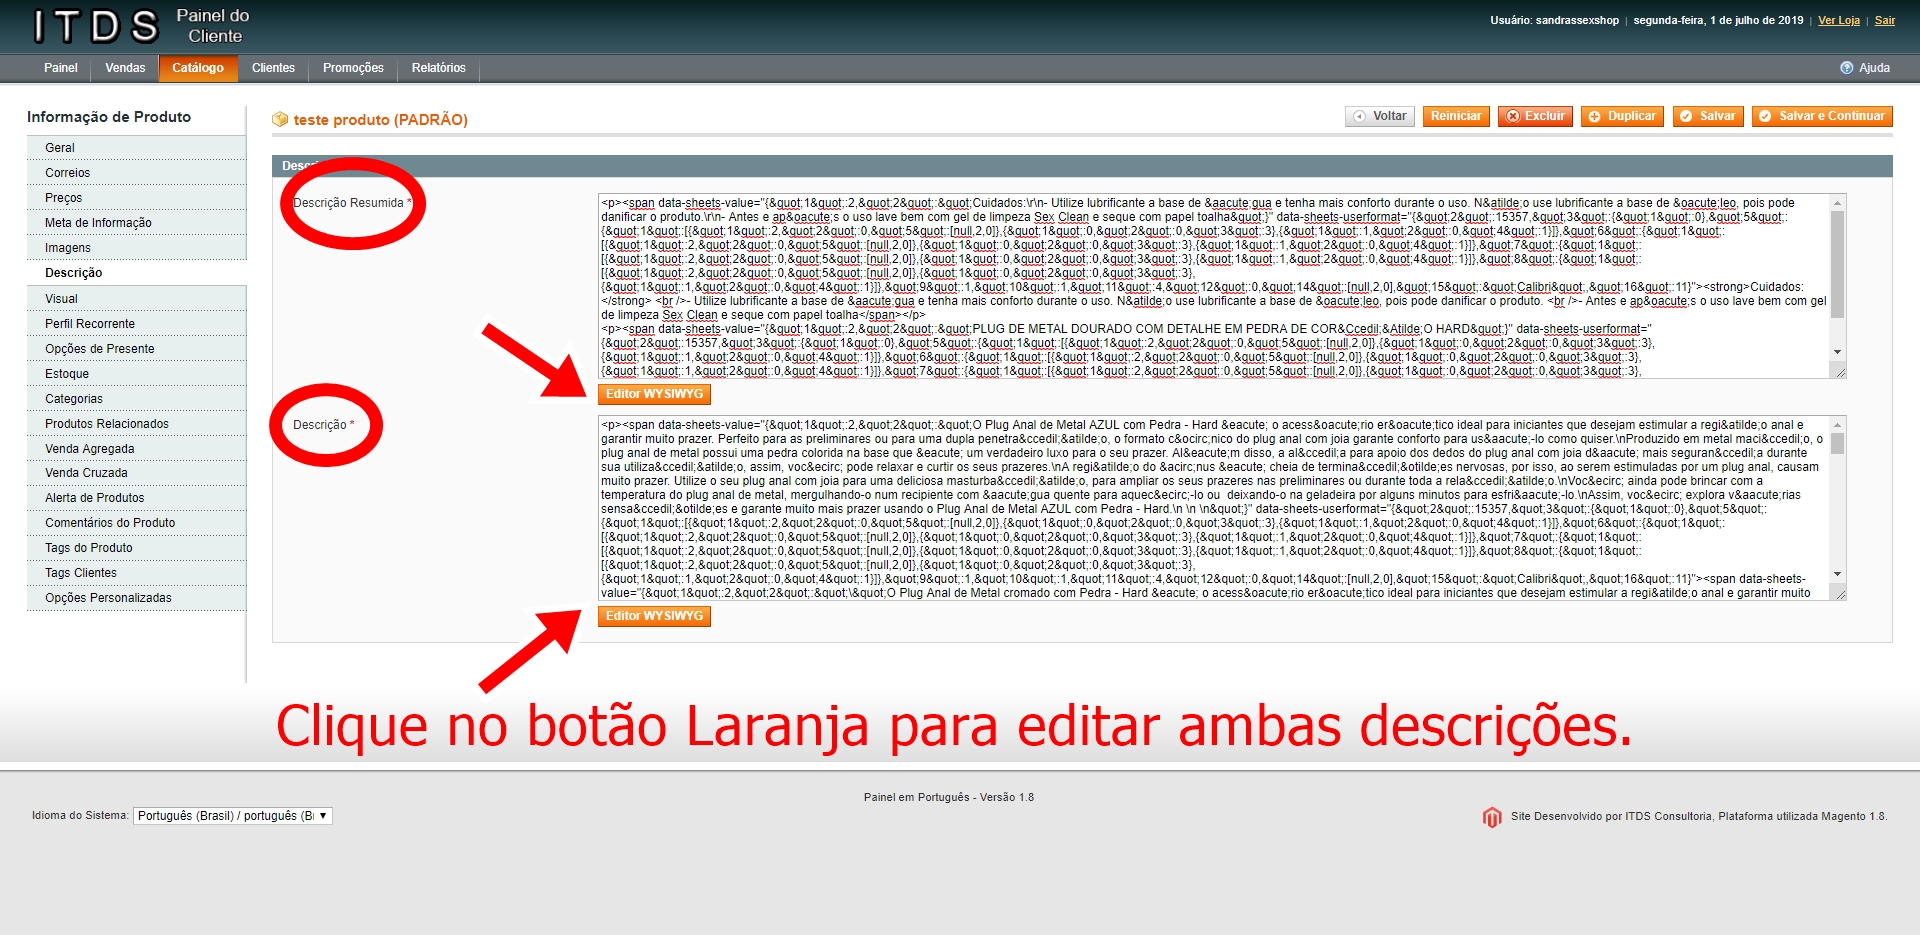 ITDS
Painel do
Cliente
Usuário: sandrassexshop | segunda-feira, 1 de julho de 2019 | Ver Loja | Sair
Painel Vendas Catálogo Clientes Promoções Relatórios
Ajuda
Informação de Produto
Geral
Correios
Preços
Meta de Informação
Imagens
Descrição
Visual
Perfil Recorrente
Opções de Presente
Estoque
Categorias
Produtos Relacionados
Venda Agregada
Venda Cruzada
Alerta de Produtos
Comentários do Produto
Tags do Produto
Tags Clientes
Opções Personalizadas
teste produto (PADRÃO)
Voltar Reiniciar Excluir Duplicar Salvar Salvar e Continuar
Descrição Resumida *
<p><span data-sheets-value="{&quot;1&quot;:2,&quot;2&quot;:&quot;Cuidados:\r\n- Utilize lubrificante a base de &aacute;gua e tenha mais conforto durante o uso. N&atilde;o use lubrificante a base de &oacute;leo, pois pode
danificar o produto.\r\n- Antes e ap&oacute;s o uso lave bem com gel de limpeza Sex Clean e seque com papel toalha&quot;}" data-sheets-userformat="{&quot;2&quot;:15357,&quot;3&quot;:{&quot;1&quot;:0},&quot;5&quot;:
{&quot;1&quot;:[{&quot;1&quot;:2,&quot;2&quot;:0,&quot;5&quot;:[null,2,0]},{&quot;1&quot;:0,&quot;2&quot;:0,&quot;3&quot;:3},{&quot;1&quot;:1,&quot;2&quot;:0,&quot;4&quot;:1}]},&quot;6&quot;:{&quot;1&quot;:
[{&quot;1&quot;:2,&quot;2&quot;:0,&quot;5&quot;:[null,2,0]},{&quot;1&quot;:0,&quot;2&quot;:0,&quot;3&quot;:3},{&quot;1&quot;:1,&quot;2&quot;:0,&quot;4&quot;:1}]},&quot;7&quot;:{&quot;1&quot;:
[{&quot;1&quot;:2,&quot;2&quot;:0,&quot;5&quot;:[null,2,0]},{&quot;1&quot;:0,&quot;2&quot;:0,&quot;3&quot;:3},{&quot;1&quot;:1,&quot;2&quot;:0,&quot;4&quot;:1}]},&quot;8&quot;:{&quot;1&quot;:
[{&quot;1&quot;:2,&quot;2&quot;:0,&quot;5&quot;:[null,2,0]},{&quot;1&quot;:0,&quot;2&quot;:0,&quot;3&quot;:3},
{&quot;1&quot;:1,&quot;2&quot;:0,&quot;4&quot;:1}]},&quot;9&quot;:1,&quot;10&quot;:1,&quot;11&quot;:4,&quot;12&quot;:0,&quot;14&quot;:[null,2,0],&quot;15&quot;:&quot;Calibri&quot;,&quot;16&quot;:11}"><strong>Cuidados:
</strong> <br />- Utilize lubrificante a base de &aacute;gua e tenha mais conforto durante o uso. N&atilde;o use lubrificante a base de &oacute;leo, pois pode danificar o produto. <br />- Antes e ap&oacute;s o uso lave bem com gel
de limpeza Sex Clean e seque com papel toalha</span></p>
<p><span data-sheets-value="{&quot;1&quot;:2,&quot;2&quot;:&quot;PLUG DE METAL DOURADO COM DETALHE EM PEDRA DE COR&Ccedil;&Atilde;O HARD&quot;}" data-sheets-userformat="
{&quot;2&quot;:15357,&quot;3&quot;:{&quot;1&quot;:0},&quot;5&quot;:{&quot;1&quot;:[{&quot;1&quot;:2,&quot;2&quot;:0,&quot;5&quot;:[null,2,0]},{&quot;1&quot;:0,&quot;2&quot;:0,&quot;3&quot;:3},
{&quot;1&quot;:1,&quot;2&quot;:0,&quot;4&quot;:1}]},&quot;6&quot;:{&quot;1&quot;:[{&quot;1&quot;:2,&quot;2&quot;:0,&quot;5&quot;:[null,2,0]},{&quot;1&quot;:0,&quot;2&quot;:0,&quot;3&quot;:3},
{&quot;1&quot;:1,&quot;2&quot;:0,&quot;4&quot;:1}]},&quot;7&quot;:{&quot;1&quot;:[{&quot;1&quot;:2,&quot;2&quot;:0,&quot;5&quot;:[null,2,0]},{&quot;1&quot;:0,&quot;2&quot;:0,&quot;3&quot;:3},
Editor WYSIWYG
Descrição *
<p><span data-sheets-value="{&quot;1&quot;:2,&quot;2&quot;:&quot;O Plug Anal de Metal AZUL com Pedra - Hard &eacute; o acess&oacute;rio er&oacute;tico ideal para iniciantes que desejam estimular a regi&atilde;o anal e
garantir muito prazer. Perfeito para as preliminares ou para uma dupla penetra&ccedil;&atilde;o, o formato c&ocirc;nico do plug anal com joia garante conforto para us&aacute;-lo como quiser.\nProduzido em metal maci&ccedil;o, o
plug anal de metal possui uma pedra colorida na base que &eacute; um verdadeiro luxo para o seu prazer. Al&eacute;m disso, a al&ccedil;a para apoio dos dedos do plug anal com joia d&aacute; mais seguran&ccedil;a durante
sua utiliza&ccedil;&atilde;o, assim, voc&ecirc; pode relaxar e curtir os seus prazeres.\nA regi&atilde;o do &acirc;nus &eacute; cheia de termina&ccedil;&otilde;es nervosas, por isso, ao serem estimuladas por um plug anal, causam
muito prazer. Utilize o seu plug anal com joia para uma deliciosa masturba&ccedil;&atilde;o, para ampliar os seus prazeres nas preliminares ou durante toda a rela&ccedil;&atilde;o.\nVoc&ecirc; ainda pode brincar com a
temperatura do plug anal de metal, mergulhando-o num recipiente com &aacute;gua quente para aquec&ecirc;-lo ou  deixando-o na geladeira por alguns minutos para esfri&aacute;-lo.\nAssim, voc&ecirc; explora v&aacute;rias
sensa&ccedil;&otilde;es e garante muito mais prazer usando o Plug Anal de Metal AZUL com Pedra - Hard.\n \n \n&quot;}" data-sheets-userformat="{&quot;2&quot;:15357,&quot;3&quot;:{&quot;1&quot;:0},&quot;5&quot;:
{&quot;1&quot;:[{&quot;1&quot;:2,&quot;2&quot;:0,&quot;5&quot;:[null,2,0]},{&quot;1&quot;:0,&quot;2&quot;:0,&quot;3&quot;:3},{&quot;1&quot;:1,&quot;2&quot;:0,&quot;4&quot;:1}]},&quot;6&quot;:{&quot;1&quot;:
[{&quot;1&quot;:2,&quot;2&quot;:0,&quot;5&quot;:[null,2,0]},{&quot;1&quot;:0,&quot;2&quot;:0,&quot;3&quot;:3},{&quot;1&quot;:1,&quot;2&quot;:0,&quot;4&quot;:1}]},&quot;7&quot;:{&quot;1&quot;:
[{&quot;1&quot;:2,&quot;2&quot;:0,&quot;5&quot;:[null,2,0]},{&quot;1&quot;:0,&quot;2&quot;:0,&quot;3&quot;:3},{&quot;1&quot;:1,&quot;2&quot;:0,&quot;4&quot;:1}]},&quot;8&quot;:{&quot;1&quot;:
[{&quot;1&quot;:2,&quot;2&quot;:0,&quot;5&quot;:[null,2,0]},{&quot;1&quot;:0,&quot;2&quot;:0,&quot;3&quot;:3},
{&quot;1&quot;:1,&quot;2&quot;:0,&quot;4&quot;:1}]},&quot;9&quot;:1,&quot;10&quot;:1,&quot;11&quot;:4,&quot;12&quot;:0,&quot;14&quot;:[null,2,0],&quot;15&quot;:&quot;Calibri&quot;,&quot;16&quot;:11}"><span data-sheets-
value="{&quot;1&quot;:2,&quot;2&quot;:&quot;\&quot;O Plug Anal de Metal cromado com Pedra - Hard &eacute; o acess&oacute;rio er&oacute;tico ideal para iniciantes que desejam estimular a regi&atilde;o anal e garantir muito
Editor WYSIWYG
Clique no botão Laranja para editar ambas descrições.
Painel em Português - Versão 1.8
Idioma do Sistema: Português (Brasil) / português (B
Site Desenvolvido por ITDS Consultoria, Plataforma utilizada Magento 1.8.